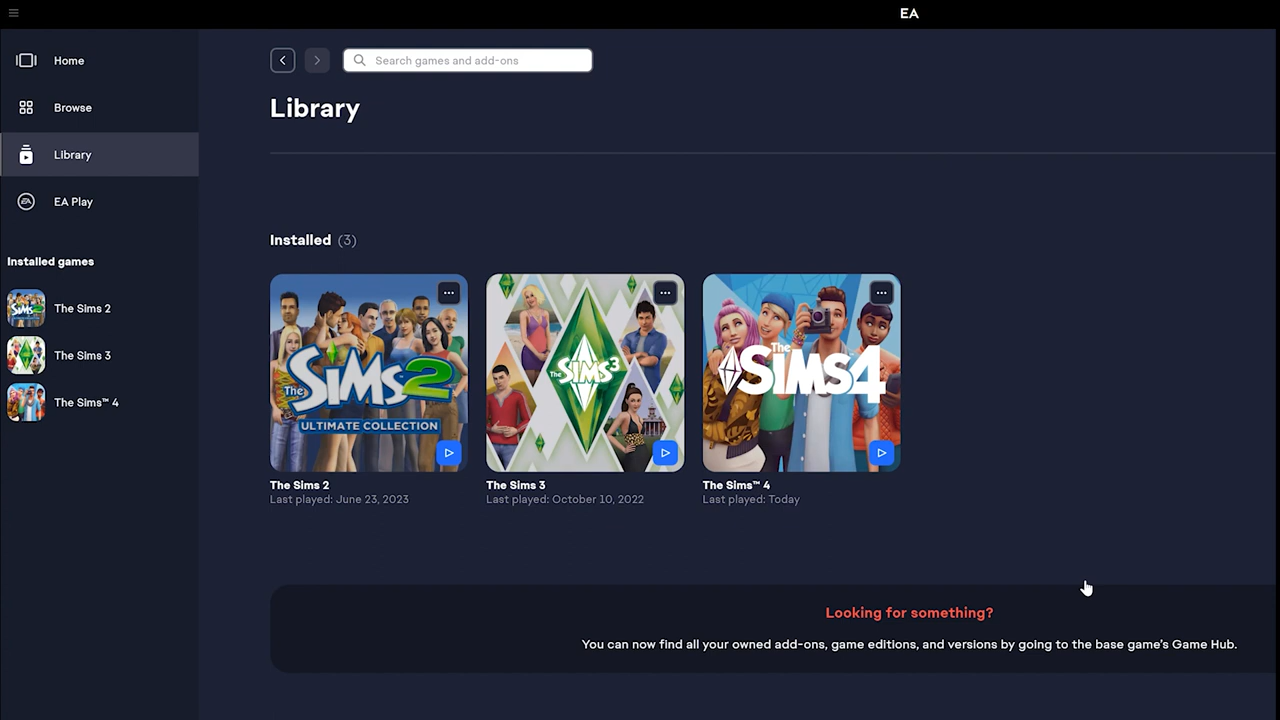 EA
Home
Browse
Library
EA Play
Installed games
The Sims 2
The Sims 3
The Sims™ 4
Search games and add-ons
Library
Installed (3)
The SIMS 2
ULTIMATE COLLECTION
The SIMS 3
The SIMS 4
The Sims 2
Last played: June 23, 2023
The Sims 3
Last played: October 10, 2022
The Sims™ 4
Last played: Today
Looking for something?
You can now find all your owned add-ons, game editions, and versions by going to the base game's Game Hub.